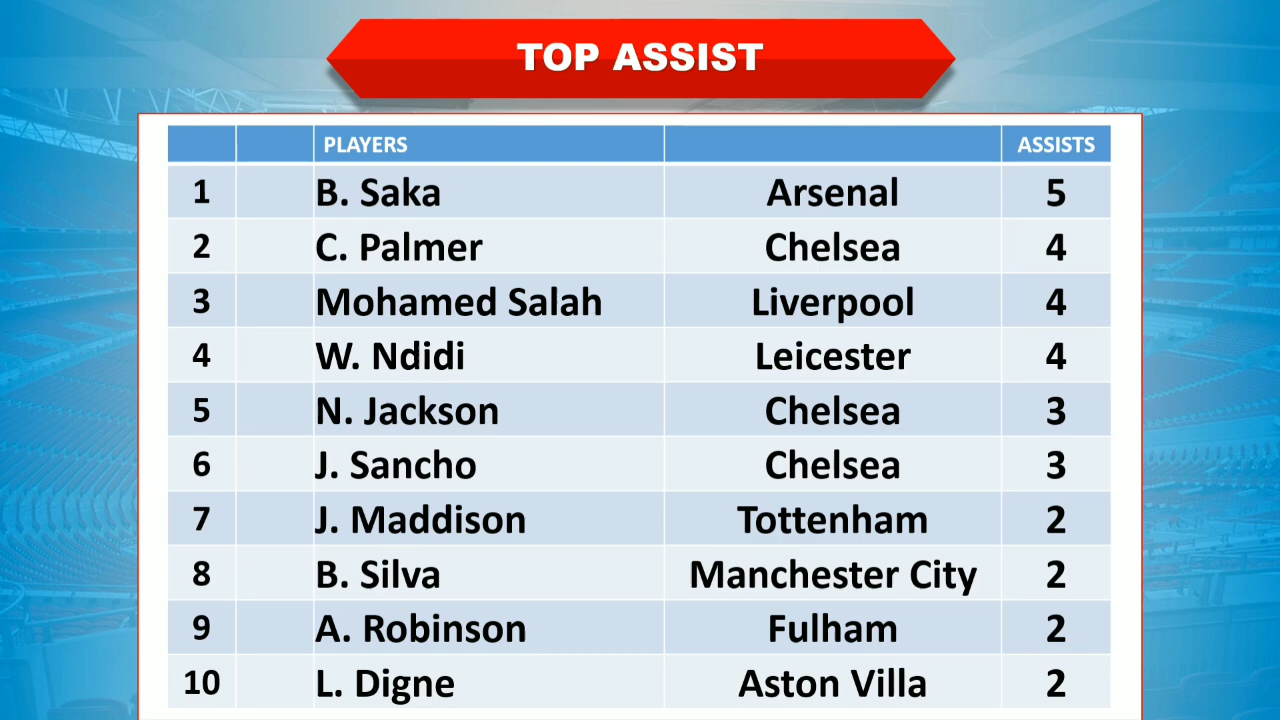 TOP ASSIST
PLAYERS ASSISTS
1 B. Saka Arsenal 5
2 C. Palmer Chelsea 4
3 Mohamed Salah Liverpool 4
4 W. Ndidi Leicester 4
5 N. Jackson Chelsea 3
6 J. Sancho Chelsea 3
7 J. Maddison Tottenham 2
8 B. Silva Manchester City 2
9 A. Robinson Fulham 2
10 L. Digne Aston Villa 2